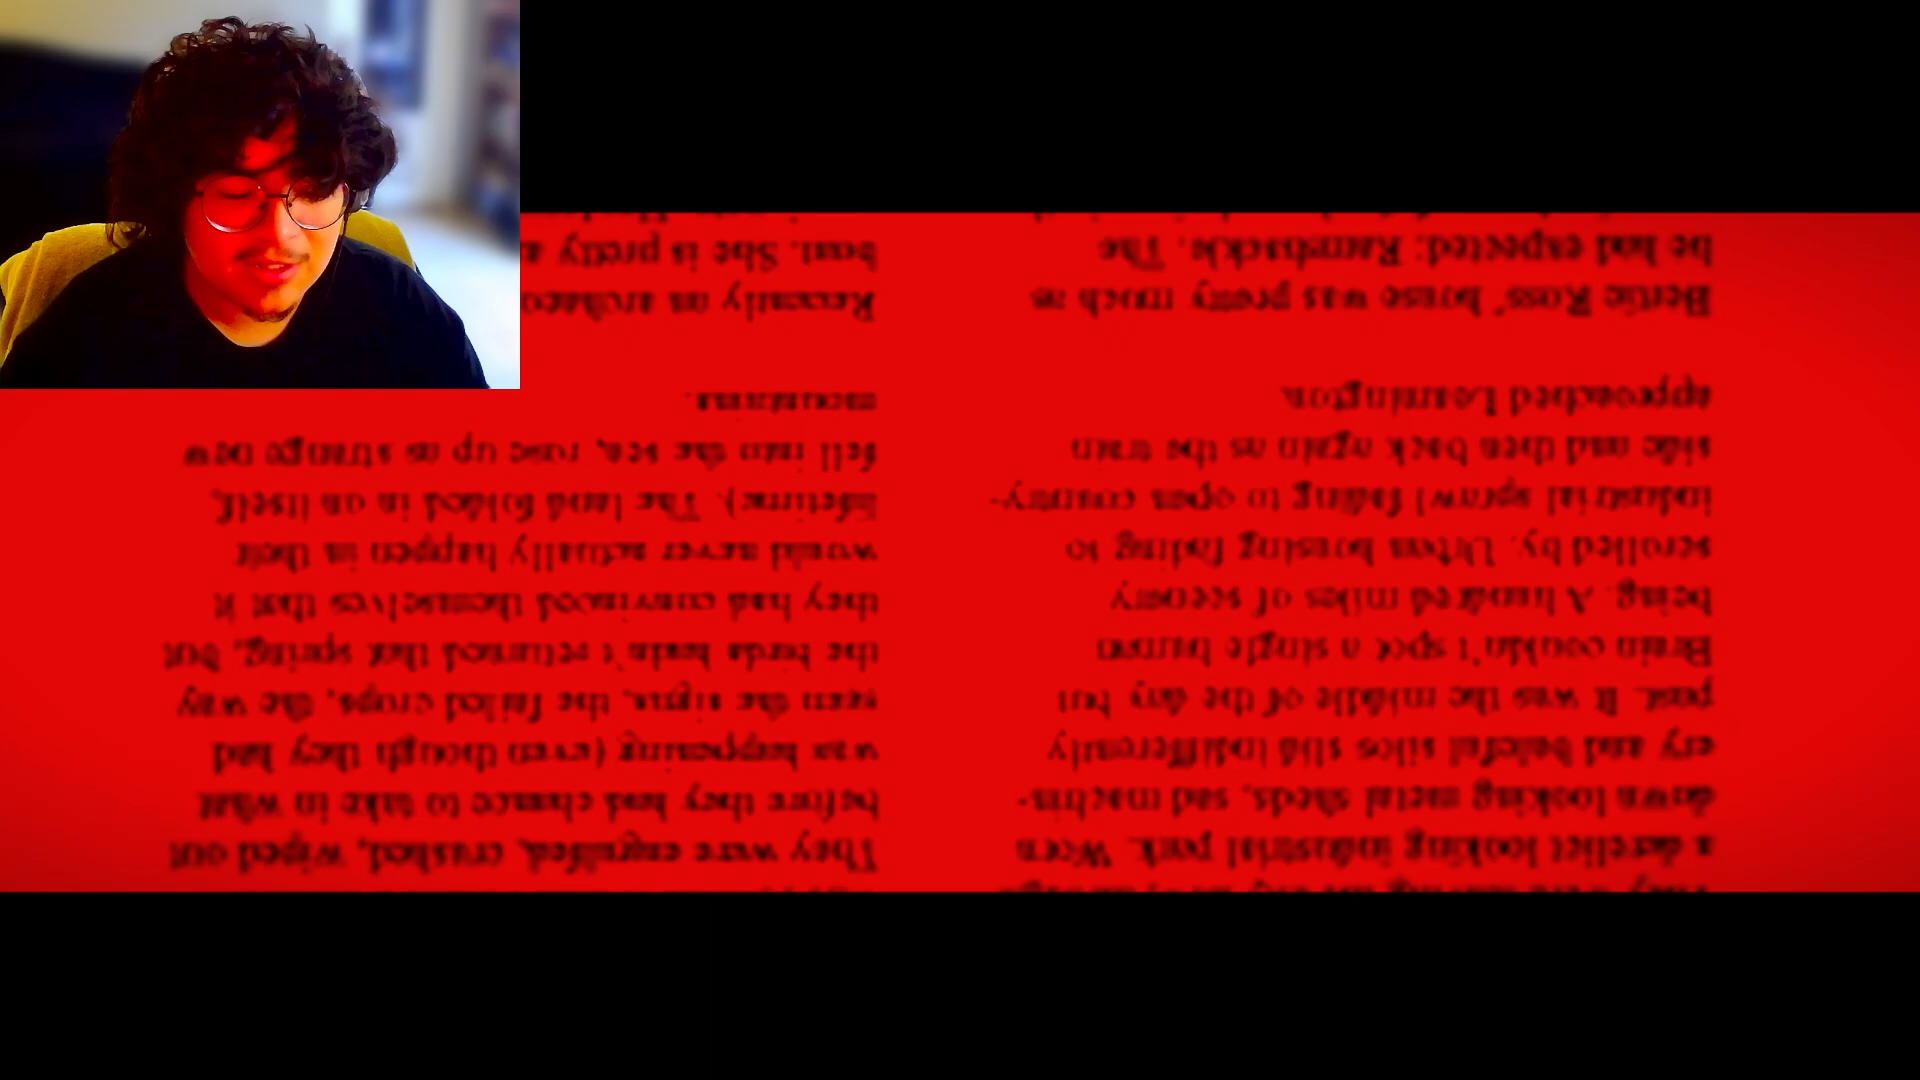 a derelict looking industrial park. Worn
down looking metal sheds, sad machin-
ery and baleful silos slid indifferently
past. It was the middle of the day but
Brain couldn't spot a single human
being. A hundred miles of scenery
scrolled by. Urban housing fading to
industrial sprawl fading to open country-
side and then back again as the train
approached Leamington.
Bertie Ross' house was pretty much as
he had expected: Ramshackle. The
They were engulfed, crushed, wiped out
before they had chance to take in what
was happening (even though they had
seen the signs, the failed crops, the way
the birds hadn't returned that spring, but
they had convinced themselves that it
would never actually happen in their
lifetime). The land folded in on itself,
fell into the sea, rose up as strange new
mountains.
Recently an
She is pretty